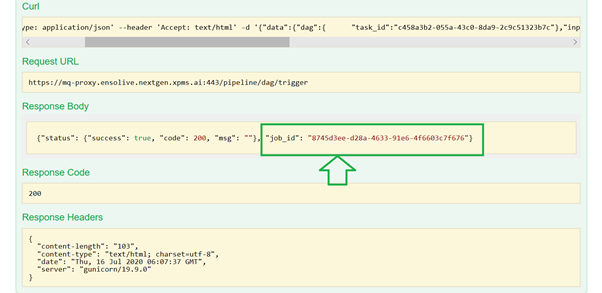 Curl
ype: application/json' --header 'Accept: text/html' -d '{"data":{"dag":{ "task_id":"c458a3b2-055a-43c0-8da9-2c9c51323b7c"},"inp
Request URL
https://mq-proxy.ensolive.nextgen.xpms.ai:443/pipeline/dag/trigger
Response Body
{"status": {"success": true, "code": 200, "msg": ""}, "job_id": "8745d3ee-d28a-4633-91e6-4f6603c7f676"}
Response Code
200
Response Headers
{
"content-length": "103",
"content-type": "text/html; charset=utf-8",
"date": "Thu, 16 Jul 2020 06:07:37 GMT",
"server": "gunicorn/19.9.0"
}